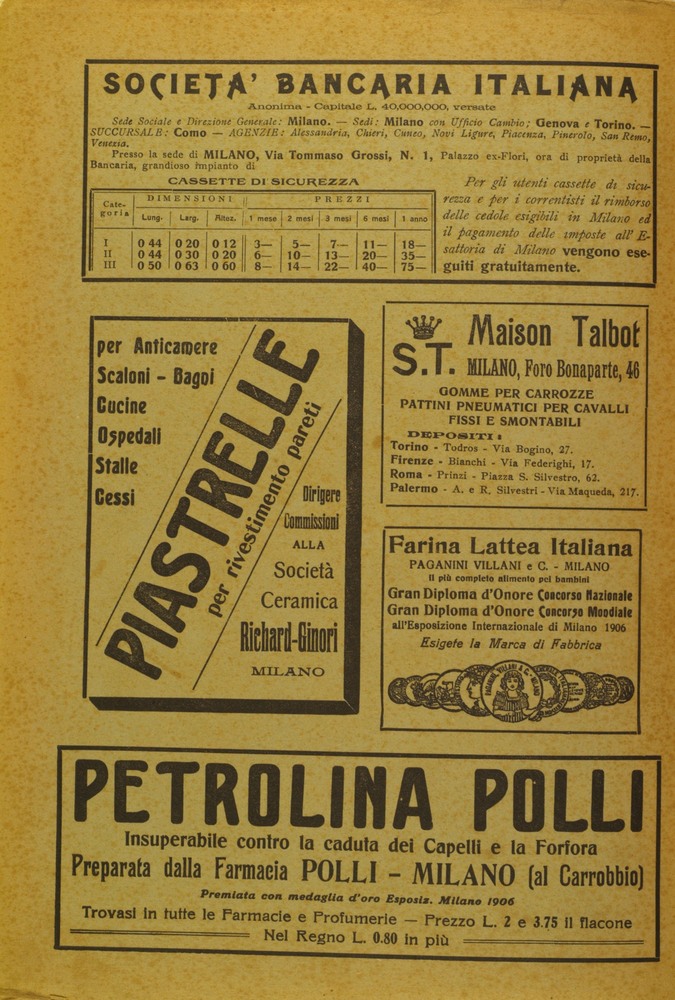 SOCIETA' BANCARIA ITALIANA
Anonima - Capitale L. 40,000,000, versate
Sede Sociale e Direzione Generale: Milano. — Sedi: Milano con Ufficio Cambio; Genova e Torino. —
SUCCURSALE: Como — AGENZIE: Alessandria, Chieri, Cuneo, Novi Ligure, Piacenza, Pinerolo, San Remo,
Venezia.
Presso la sede di MILANO, Via Tommaso Grossi, N. 1, Palazzo ex-Flori, ora di proprietà della
Bancaria, grandioso impianto di
CASSETTE DI SICUREZZA
Cate-
goria
DIMENSIONI PREZZI
Lung. Larg. Altez. 1 mese 2 mesi 3 mesi 6 mesi 1 anno
I 0 44 0 20 0 12 3— 5— 7— 11— 18—
II 0 44 0 30 0 20 6— 10— 13— 20— 35—
III 0 50 0 63 0 60 8— 14— 22— 40— 75—
Per gli utenti cassette di sicu-
rezza e per i correntisti il rimborso
delle cedole esigibili in Milano ed
il pagamento delle imposte all' E-
sattoria di Milano vengono ese-
guiti gratuitamente.
per Anticamere
Scaloni - Bagni
Cucine
Ospedali
Stalle
Cessi
PIASTRELLE
per rivestimento pareti
Dirigere
Commissioni
ALLA
Società
Ceramica
Richard-Ginori
MILANO
S.T.
Maison Talbot
MILANO, Foro Bonaparte, 46
GOMME PER CARROZZE
PATTINI PNEUMATICI PER CAVALLI
FISSI E SMONTABILI
DEPOSITI:
Torino - Tudros - Via Bogino, 27.
Firenze - Bianchi - Via Federighi, 17.
Roma - Prinzi - Piazza S. Silvestro, 62.
Palermo - A. e R. Silvestri - Via Maqueda, 217.
Farina Lattea Italiana
PAGANINI VILLANI e C. - MILANO
Il più completo alimento pei bambini
Gran Diploma d'Onore Concorso Nazionale
Gran Diploma d'Onore Concorso Mondiale
all'Esposizione Internazionale di Milano 1906
Esigete la Marca di Fabbrica
PAGANINI, VILLANI & C. - MILANO
PETROLINA POLLI
Insuperabile contro la caduta dei Capelli e la Forfora
Preparata dalla Farmacia POLLI - MILANO (al Carrobbio)
Premiata con medaglia d'oro Esposiz. Milano 1906
Trovasi in tutte le Farmacie e Profumerie — Prezzo L. 2 e 3.75 il flacone
Nel Regno L. 0.80 in più